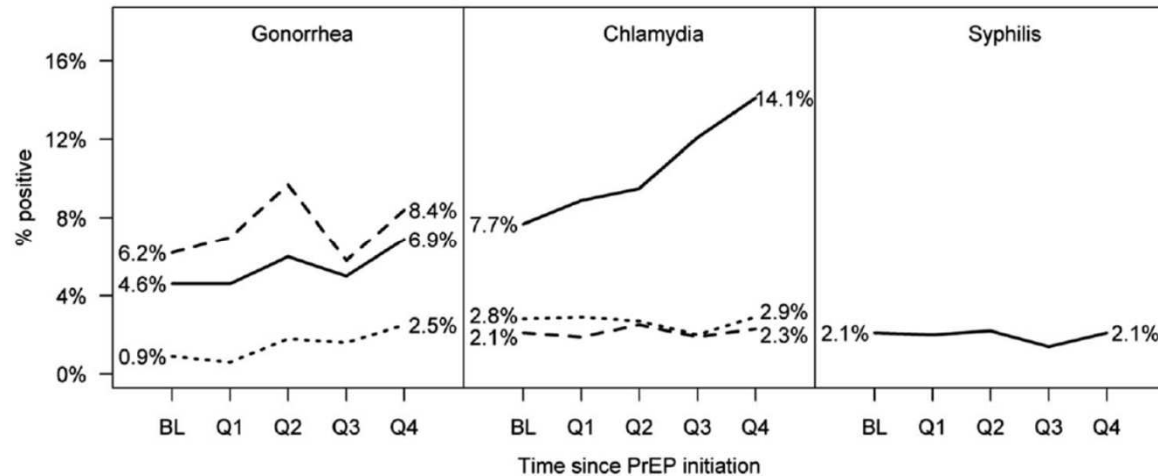 Gonorrhea Chlamydia Syphilis
16%
14.1%
12%
% positive
8.4%
8%
7.7%
6.9%
6.2%
4.6%
4%
2.8% 2.9%
2.5%
2.1% 2.3% 2.1% 2.1%
0.9%
0%
BL Q1 Q2 Q3 Q4 BL Q1 Q2 Q3 Q4 BL Q1 Q2 Q3 Q4
Time since PrEP initiation